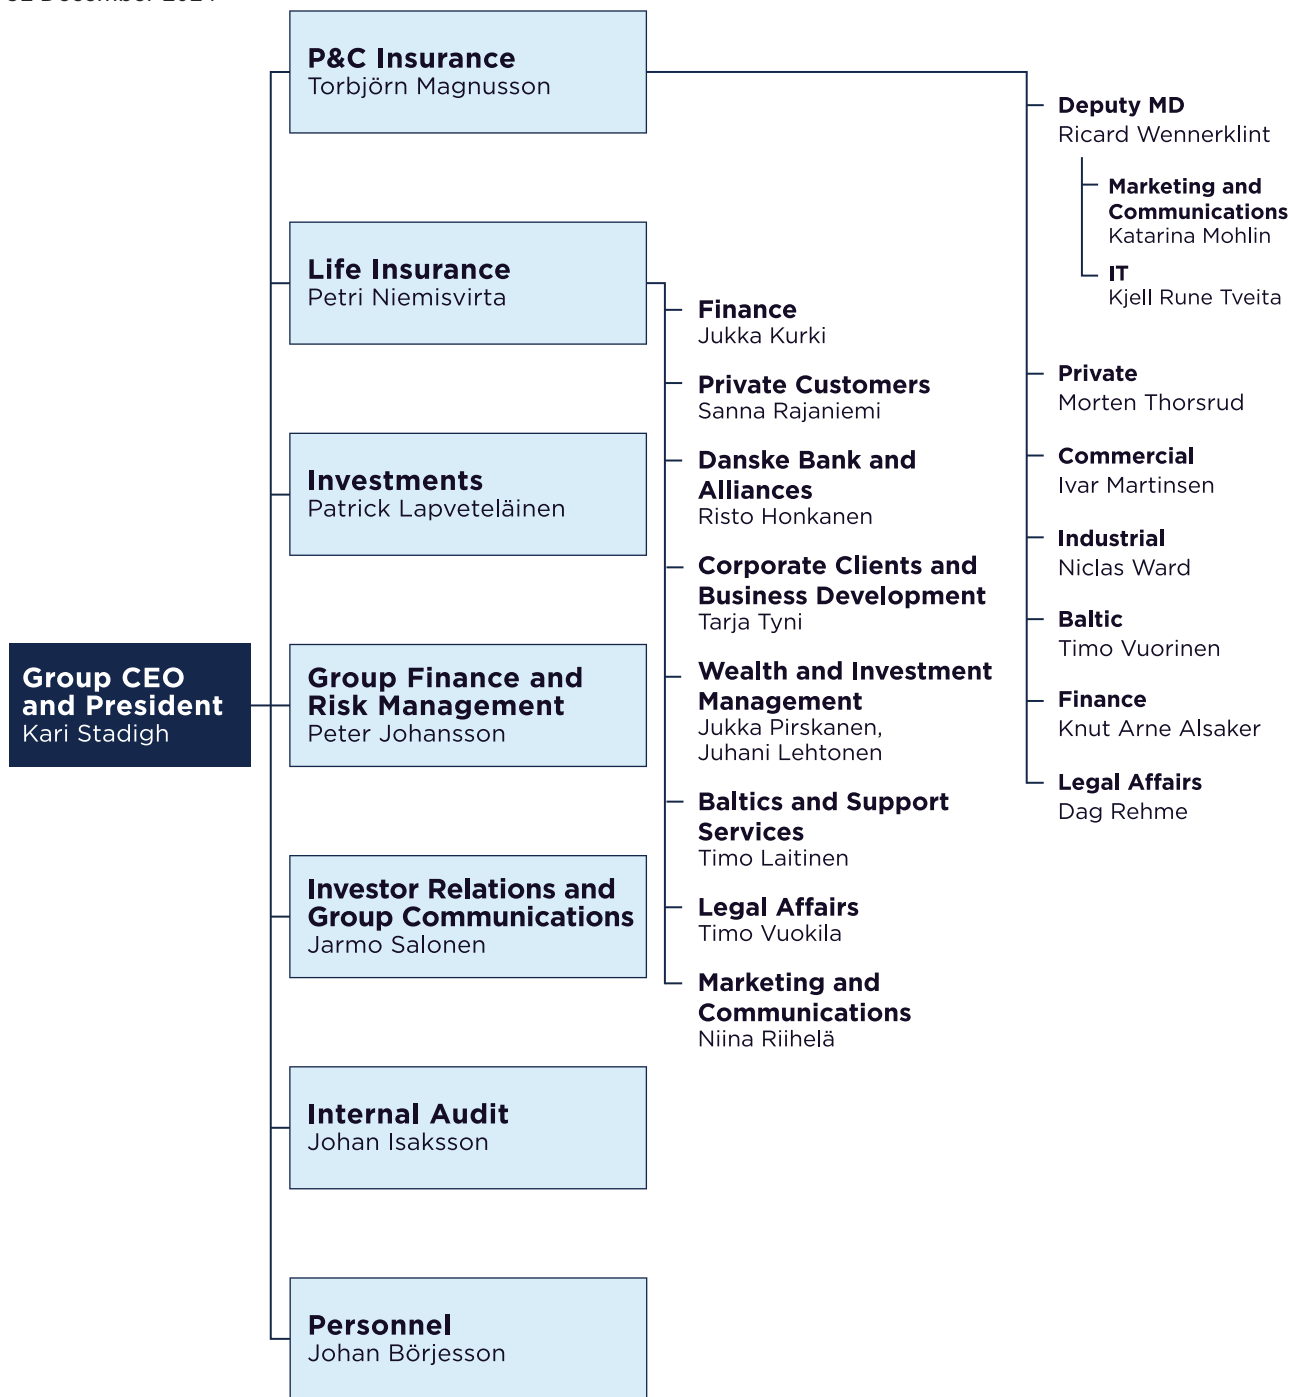 P&C Insurance
Torbjörn Magnusson
Deputy MD
Ricard Wennerklint
Marketing and
Communications
Katarina Mohlin
IT
Kjell Rune Tveita
Private
Morten Thorsrud
Commercial
Ivar Martinsen
Industrial
Niclas Ward
Baltic
Timo Vuorinen
Finance
Knut Arne Alsaker
Legal Affairs
Dag Rehme
Life Insurance
Petri Niemisvirta
Finance
Jukka Kurki
Private Customers
Sanna Rajaniemi
Danske Bank and
Alliances
Risto Honkanen
Corporate Clients and
Business Development
Tarja Tyni
Wealth and Investment
Management
Jukka Pirskanen,
Juhani Lehtonen
Baltics and Support
Services
Timo Laitinen
Legal Affairs
Timo Vuokila
Marketing and
Communications
Niina Riihelä
Investments
Patrick Lapveteläinen
Group CEO
and President
Kari Stadigh
Group Finance and
Risk Management
Peter Johansson
Investor Relations and
Group Communications
Jarmo Salonen
Internal Audit
Johan Isaksson
Personnel
Johan Börjesson